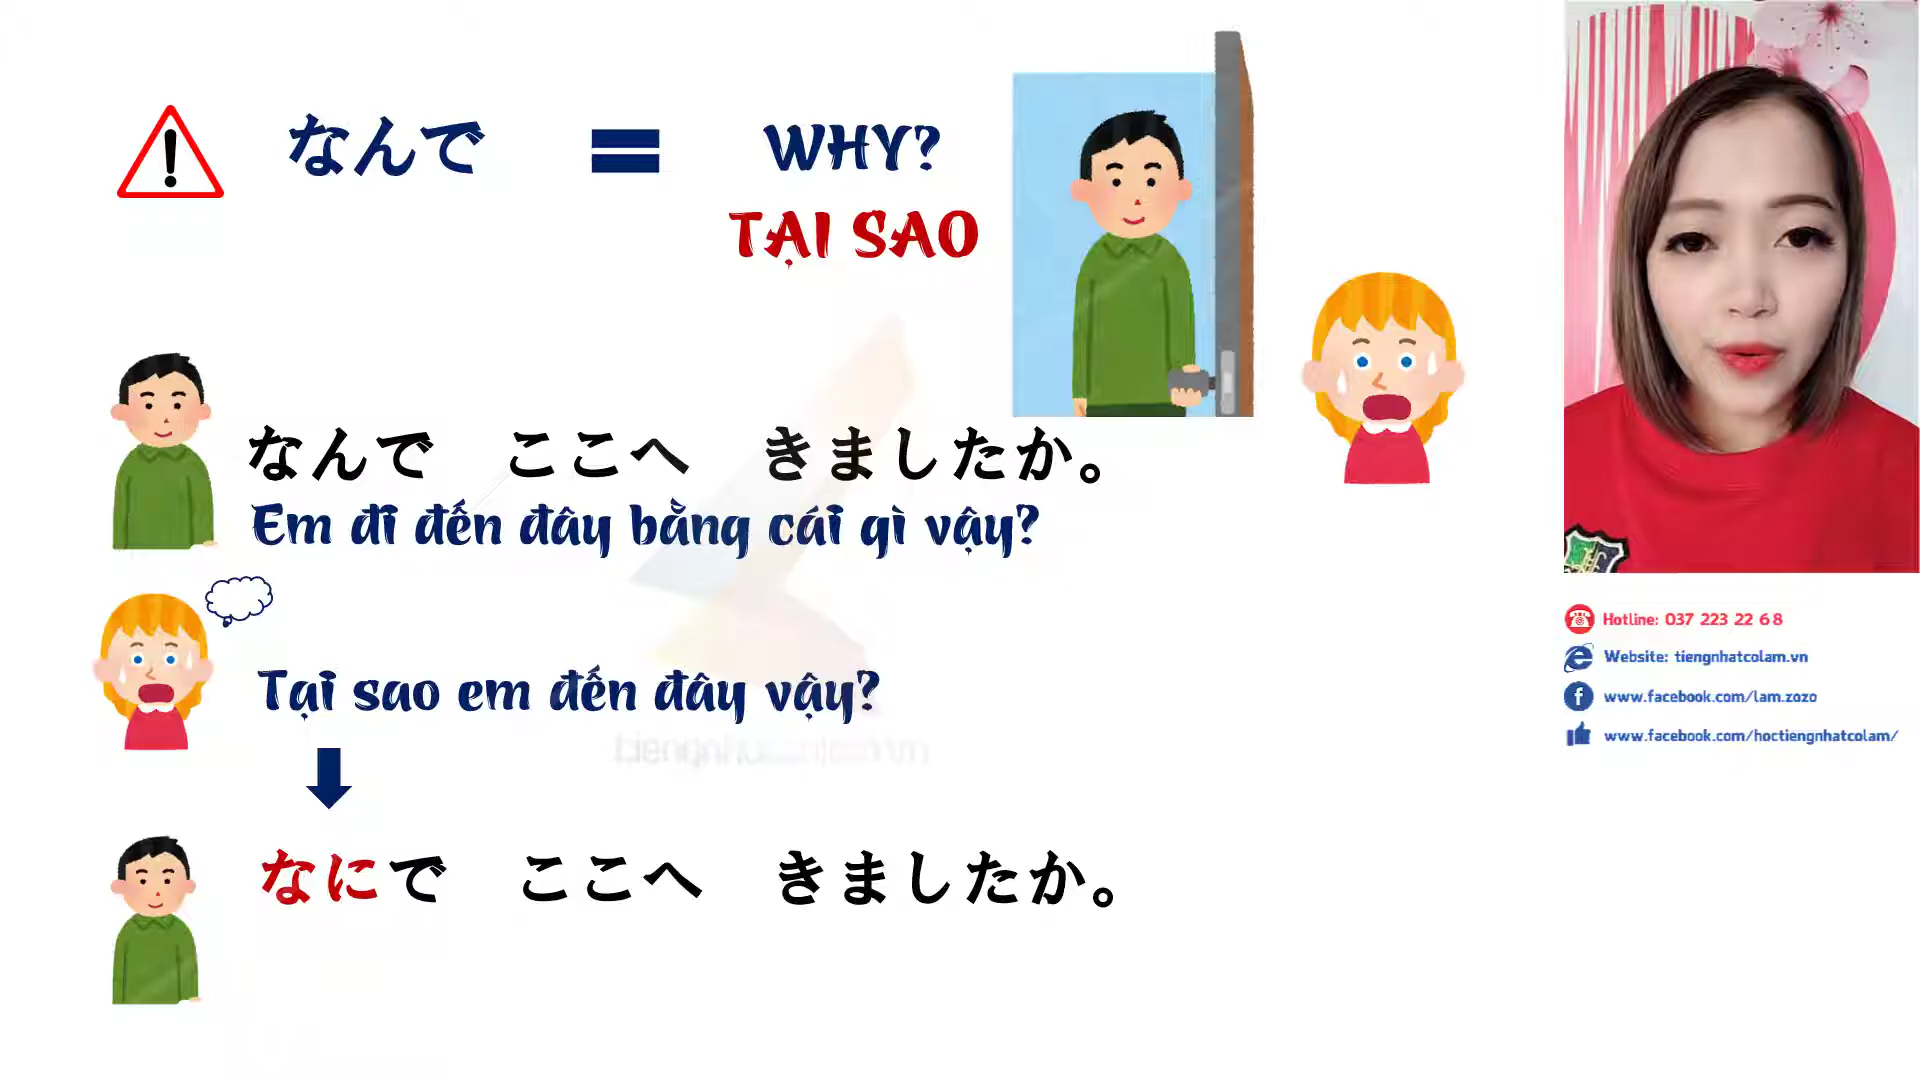 なんで = WHY?
TẠI SAO
なんで ここへ きましたか。
Em đi đến đây bằng cái gì vậy?
Tại sao em đến đây vậy?
なにで ここへ きましたか。
Hotline: 037 223 22 68
Website: tiengnhatcolam.vn
www.facebook.com/lam.zozo
www.facebook.com/hoctiengnhatcolam/